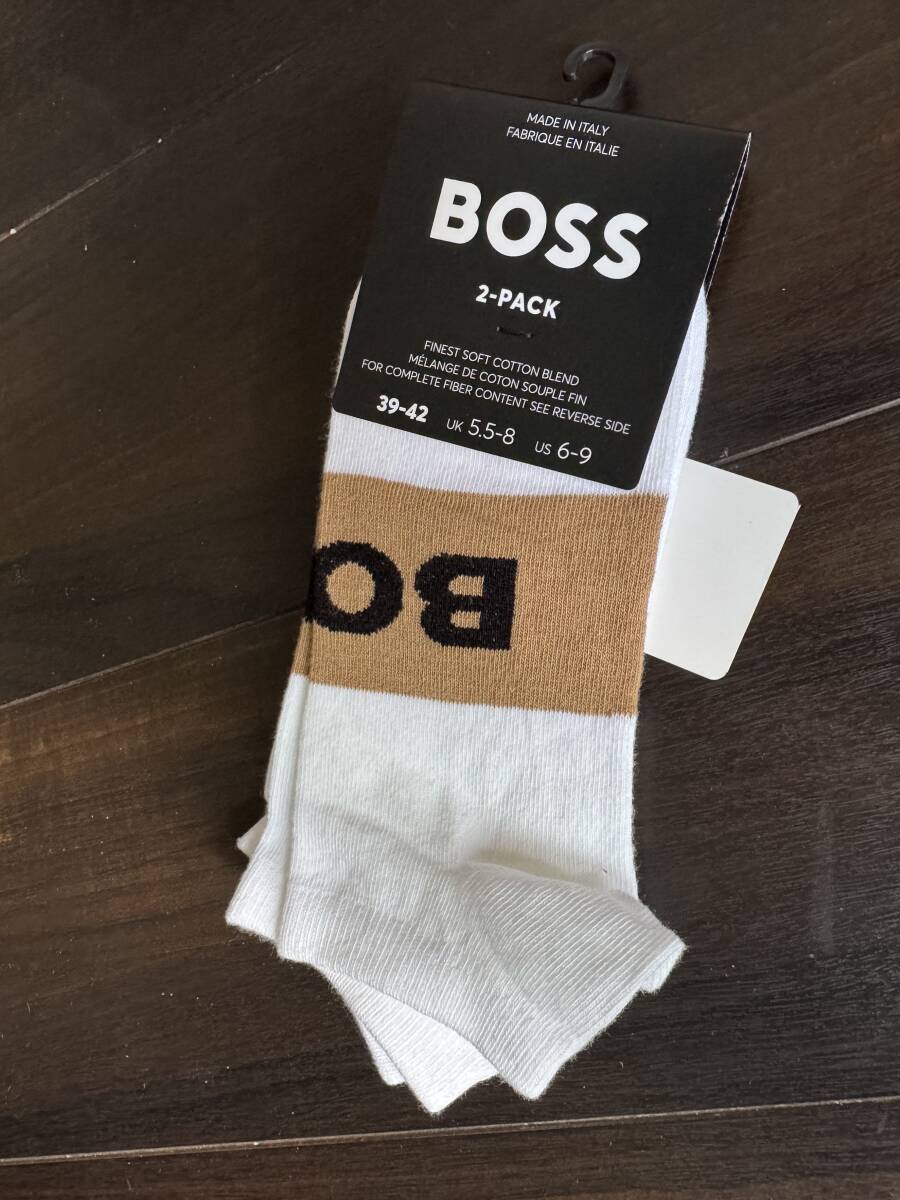 MADE IN ITALY
FABRIQUE EN ITALIE
BOSS
2-PACK
FINEST SOFT COTTON BLEND
MÉLANGE DE COTON SOUPLE FIN
FOR COMPLETE FIBER CONTENT SEE REVERSE SIDE
39-42 UK 5.5-8 US 6-9
BO